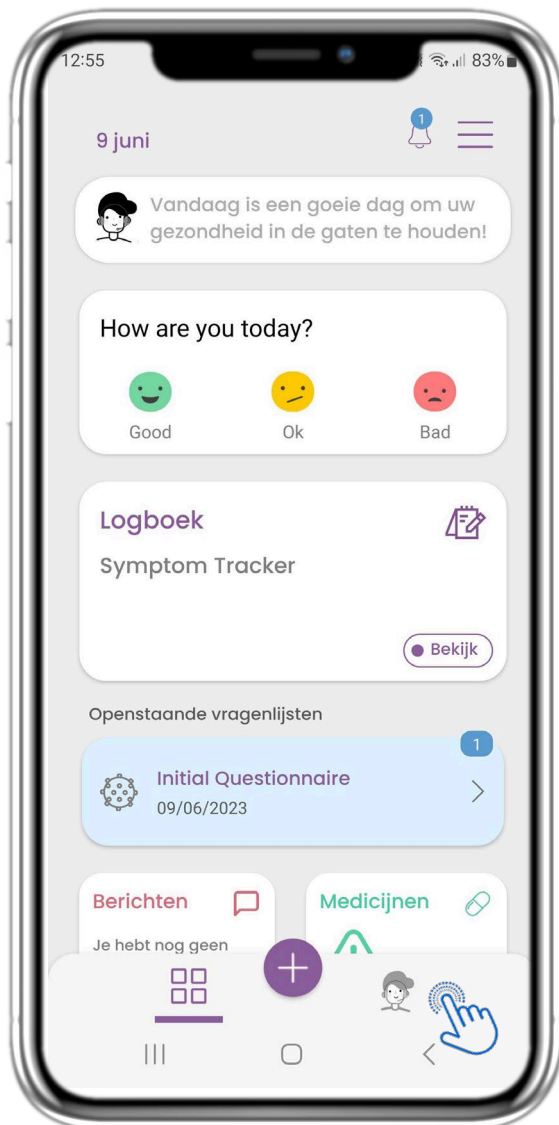 12:55
83%
9 juni
1
Vandaag is een goeie dag om uw
gezondheid in de gaten te houden!
How are you today?
Good
Ok
Bad
Logboek
Symptom Tracker
Bekijk
Openstaande vragenlijsten
1
Initial Questionnaire
09/06/2023
Berichten
Medicijnen
Je hebt nog geen